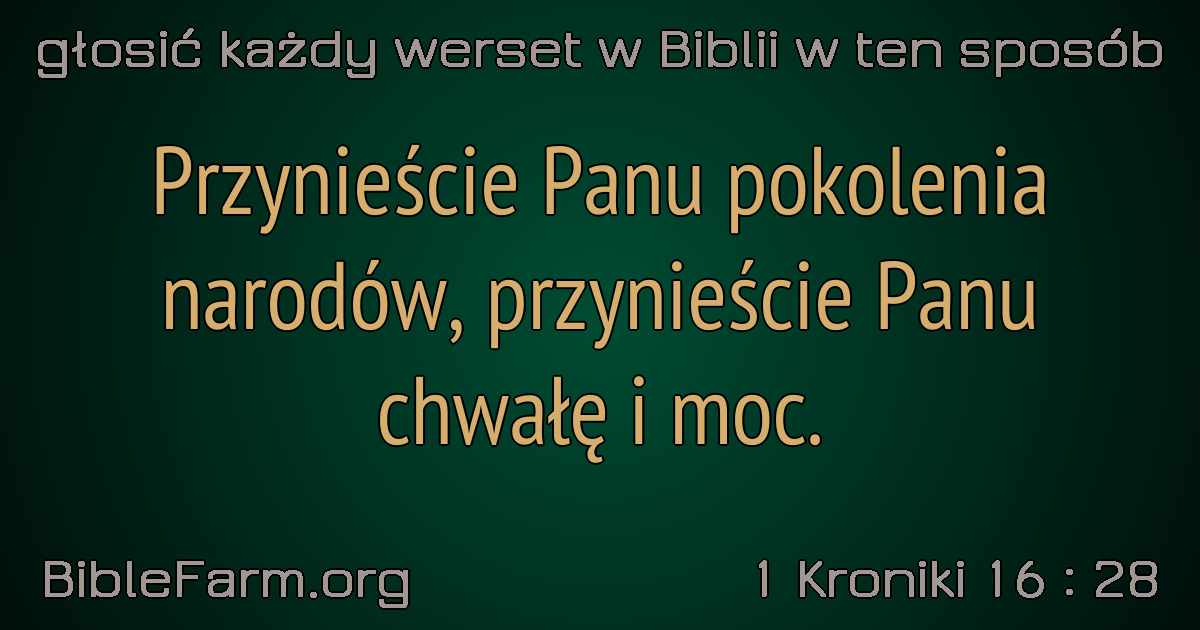 głosić każdy werset w Biblii w ten sposób
Przynieście Panu pokolenia
narodów, przynieście Panu
chwałę i moc.
BibleFarm.org
1 Kroniki 16 : 28